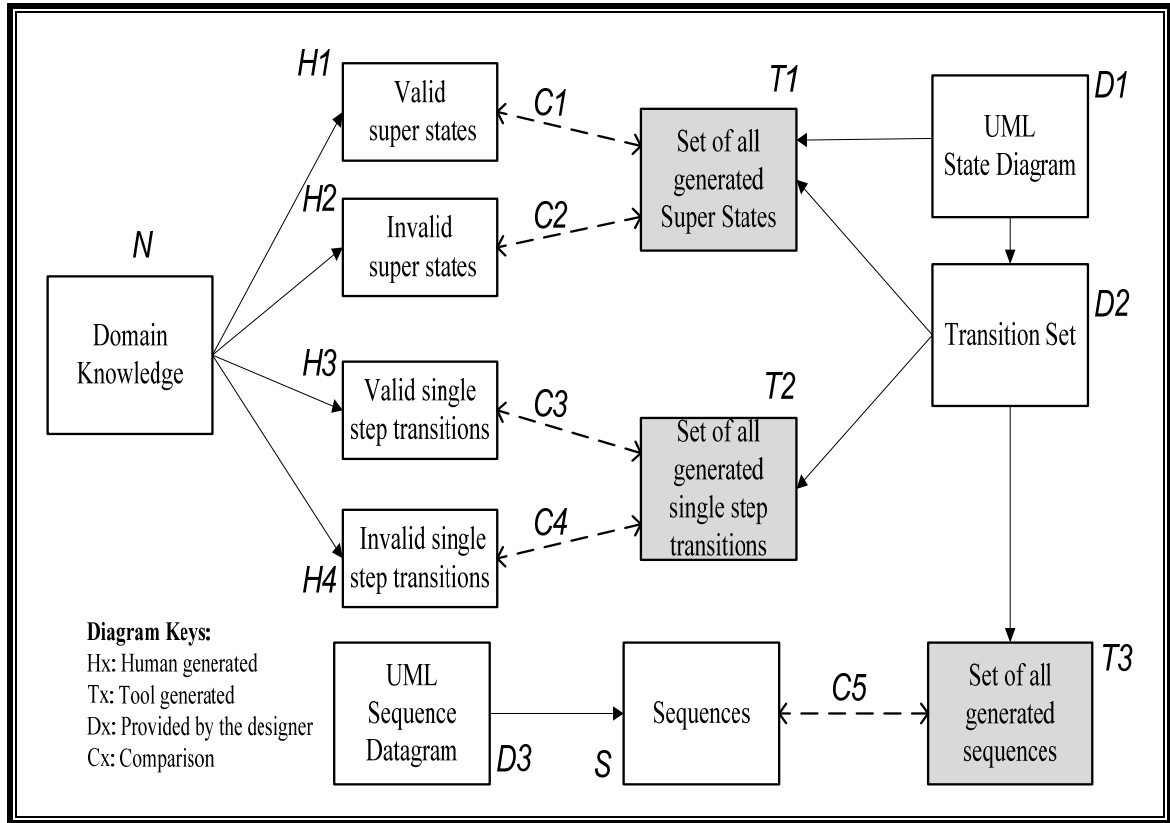 H1
Valid
super states
C1
T1
Set of all
generated
Super States
D1
UML
State Diagram
H2
Invalid
super states
C2
N
Domain
Knowledge
D2
Transition Set
H3
Valid single
step transitions
C3
T2
Set of all
generated
single step
transitions
H4
Invalid single
step transitions
C4
Diagram Keys:
Hx: Human generated
Tx: Tool generated
Dx: Provided by the designer
Cx: Comparison
UML
Sequence
Datagram
D3
S
Sequences
C5
T3
Set of all
generated
sequences